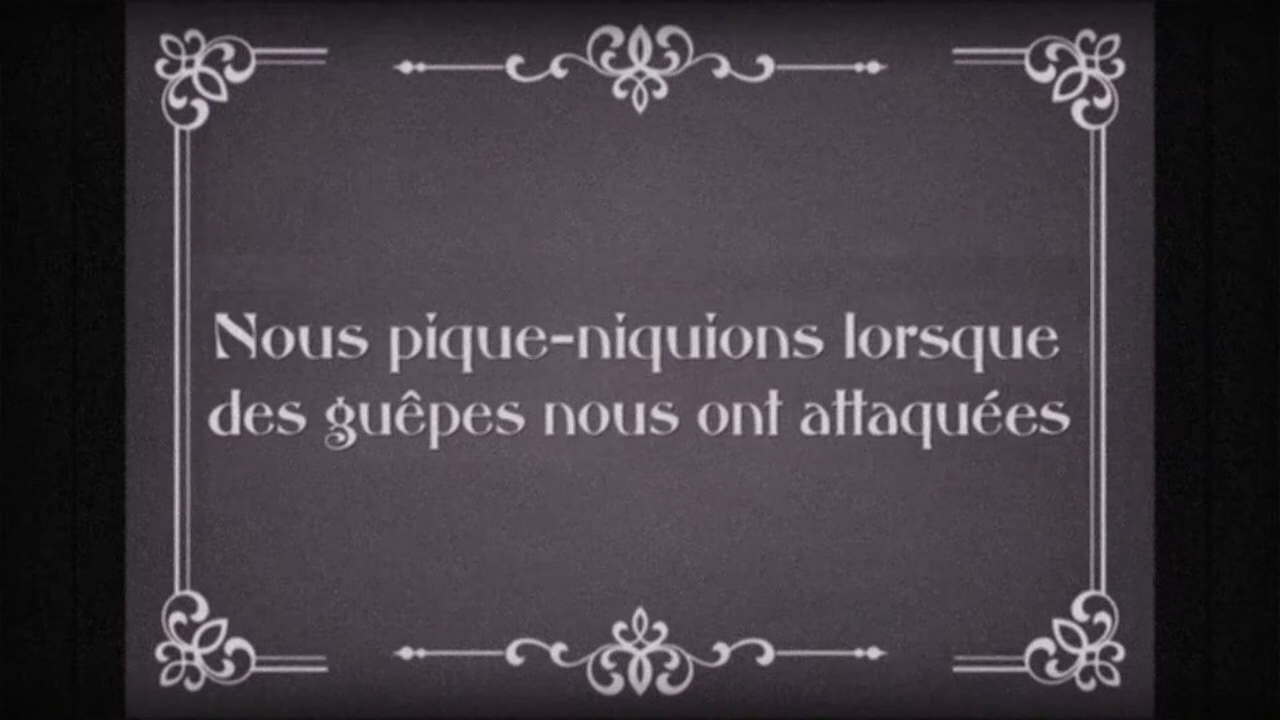 Nous pique-niquions lorsque
des guêpes nous ont attaquées